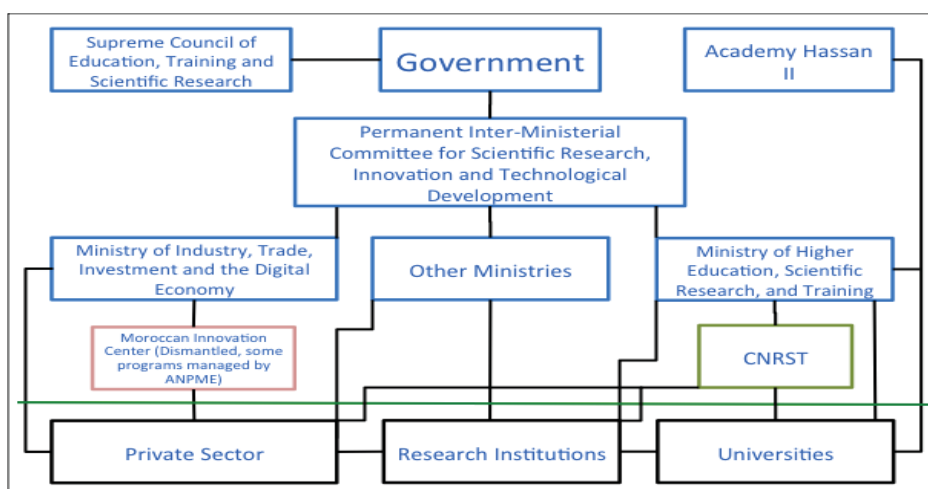 Supreme Council of
Education, Training and
Scientific Research
Government
Academy Hassan
II
Permanent Inter-Ministerial
Committee for Scientific Research,
Innovation and Technological
Development
Ministry of Industry, Trade,
Investment and the Digital
Economy
Other Ministries
Ministry of Higher
Education, Scientific
Research, and Training
Moroccan Innovation
Center (Dismantled, some
programs managed by
ANPME)
CNRST
Private Sector
Research Institutions
Universities